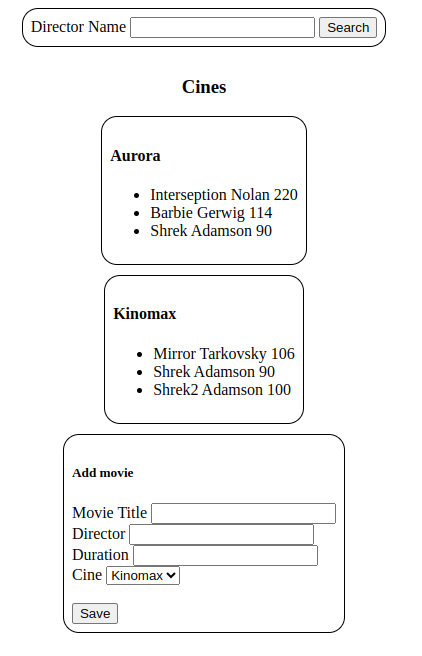 Director Name Search
Cines
Aurora
Interseption Nolan 220
Barbie Gerwig 114
Shrek Adamson 90
Kinomax
Mirror Tarkovsky 106
Shrek Adamson 90
Shrek2 Adamson 100
Add movie
Movie Title
Director
Duration
Cine Kinomax
Save